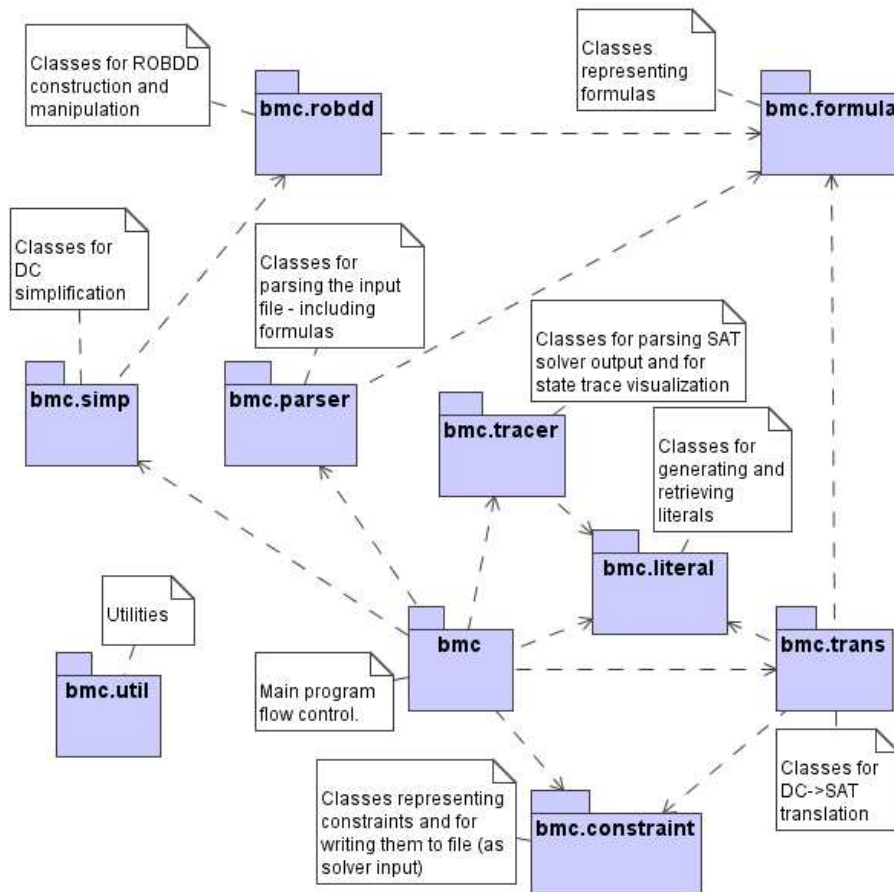 Classes for ROBDD
construction and
manipulation
bmc.robdd
Classes
representing
formulas
bmc.formula
Classes for
DC
simplification
Classes for
parsing the input
file - including
formulas
Classes for parsing SAT
solver output and for
state trace visualization
bmc.simp
bmc.parser
bmc.tracer
Classes for
generating and
retrieving
literals
bmc.literal
Utilities
bmc.util
bmc
bmc.trans
Main program
flow control.
Classes representing
constraints and for
writing them to file (as
solver input)
bmc.constraint
Classes for
DC->SAT
translation